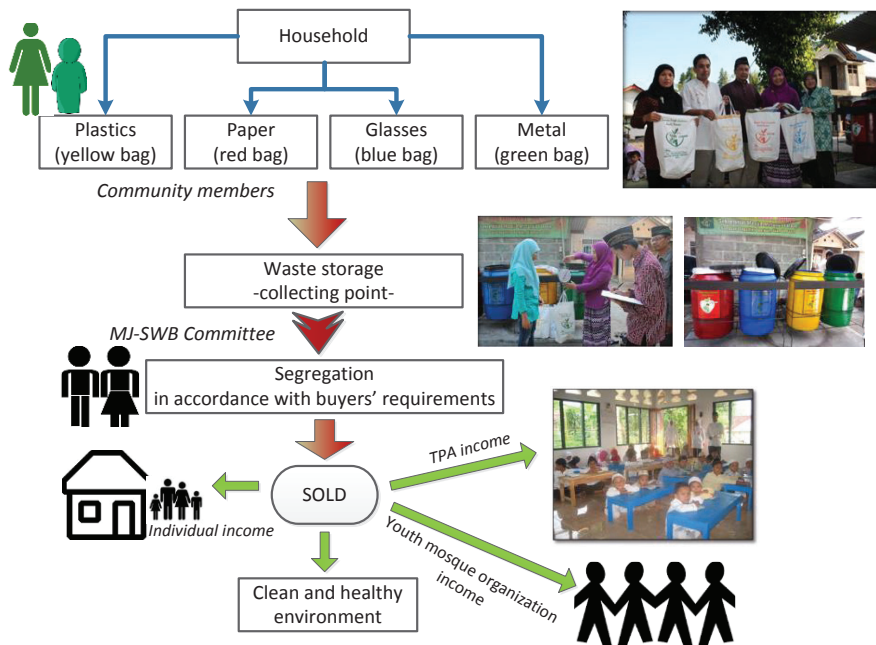 Household
Plastics
(yellow bag)
Paper
(red bag)
Glasses
(blue bag)
Metal
(green bag)
Community members
Waste storage
-collecting point-
MJ-SWB Committee
Segregation
in accordance with buyers' requirements
TPA income
SOLD
Individual income
Youth mosque organization
income
Clean and healthy
environment